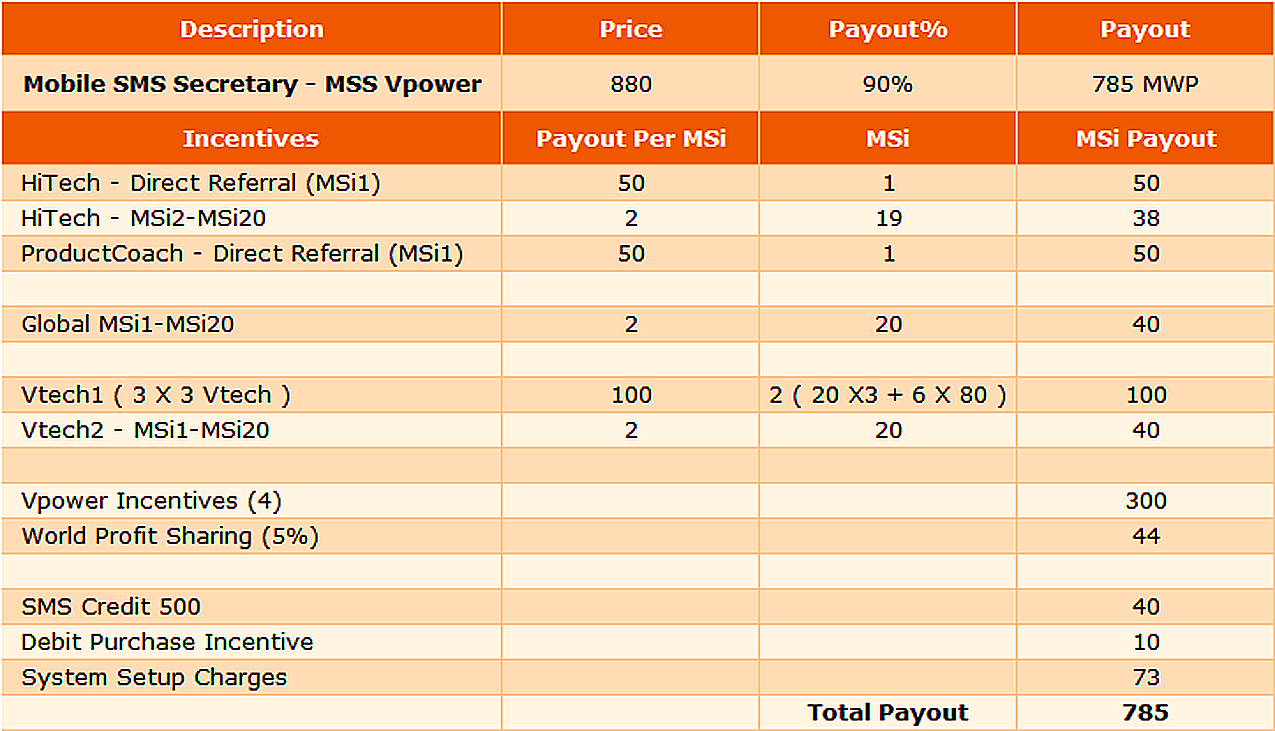 Description Price Payout% Payout
Mobile SMS Secretary - MSS Vpower 880 90% 785 MWP
Incentives Payout Per MSi MSi MSi Payout
HiTech - Direct Referral (MSi1) 50 1 50
HiTech - MSi2-MSi20 2 19 38
ProductCoach - Direct Referral (MSi1) 50 1 50
Global MSi1-MSi20 2 20 40
Vtech1 ( 3 X 3 Vtech ) 100 2 ( 20 X3 + 6 X 80 ) 100
Vtech2 - MSi1-MSi20 2 20 40
Vpower Incentives (4) 300
World Profit Sharing (5%) 44
SMS Credit 500 40
Debit Purchase Incentive 10
System Setup Charges 73
Total Payout 785